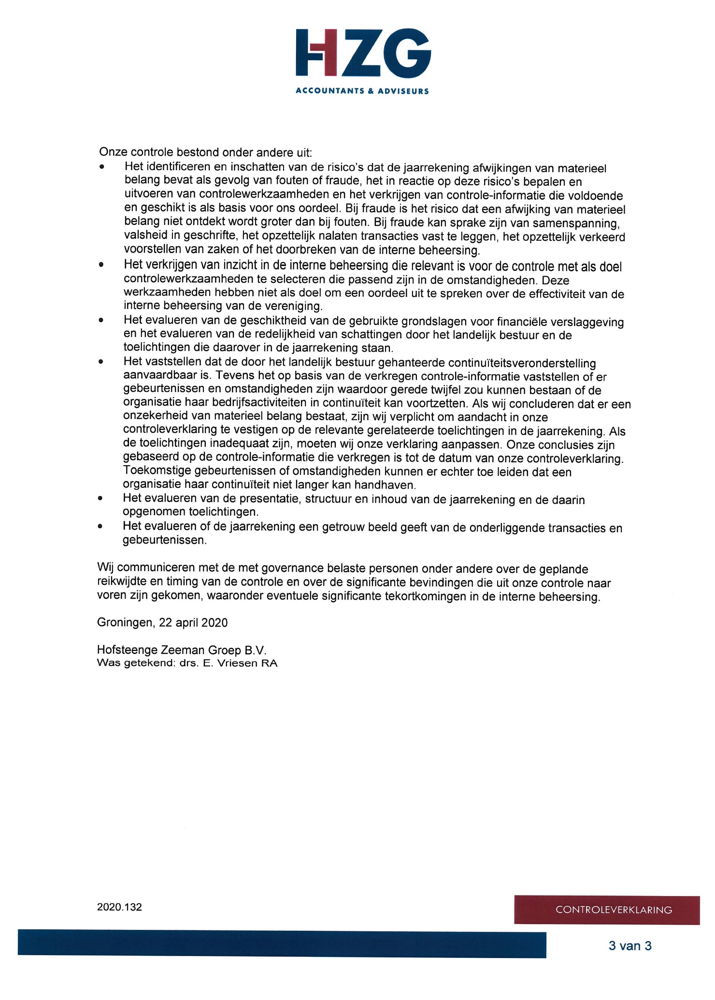 HZG
ACCOUNTANTS & ADVISEURS
Onze controle bestond onder andere uit:
• Het identificeren en inschatten van de risico's dat de jaarrekening afwijkingen van materieel
belang bevat als gevolg van fouten of fraude, het in reactie op deze risico's bepalen en
uitvoeren van controlewerkzaamheden en het verkrijgen van controle-informatie die voldoende
en geschikt is als basis voor ons oordeel. Bij fraude is het risico dat een afwijking van materieel
belang niet ontdekt wordt groter dan bij fouten. Bij fraude kan sprake zijn van samenspanning,
valsheid in geschrifte, het opzettelijk nalaten transacties vast te leggen, het opzettelijk verkeerd
voorstellen van zaken of het doorbreken van de interne beheersing.
• Het verkrijgen van inzicht in de interne beheersing die relevant is voor de controle met als doel
controlewerkzaamheden te selecteren die passend zijn in de omstandigheden. Deze
werkzaamheden hebben niet als doel om een oordeel uit te spreken over de effectiviteit van de
interne beheersing van de vereniging.
• Het evalueren van de geschiktheid van de gebruikte grondslagen voor financiële verslaggeving
en het evalueren van de redelijkheid van schattingen door het landelijk bestuur en de
toelichtingen die daarover in de jaarrekening staan.
• Het vaststellen dat de door het landelijk bestuur gehanteerde continuïteitsveronderstelling
aanvaardbaar is. Tevens het op basis van de verkregen controle-informatie vaststellen of er
gebeurtenissen en omstandigheden zijn waardoor gerede twijfel zou kunnen bestaan of de
organisatie haar bedrijfsactiviteiten in continuïteit kan voortzetten. Als wij concluderen dat er een
onzekerheid van materieel belang bestaat, zijn wij verplicht om aandacht in onze
controleverklaring te vestigen op de relevante gerelateerde toelichtingen in de jaarrekening. Als
de toelichtingen inadequaat zijn, moeten wij onze verklaring aanpassen. Onze conclusies zijn
gebaseerd op de controle-informatie die verkregen is tot de datum van onze controleverklaring.
Toekomstige gebeurtenissen of omstandigheden kunnen er echter toe leiden dat een
organisatie haar continuïteit niet langer kan handhaven.
• Het evalueren van de presentatie, structuur en inhoud van de jaarrekening en de daarin
opgenomen toelichtingen.
• Het evalueren of de jaarrekening een getrouw beeld geeft van de onderliggende transacties en
gebeurtenissen.
Wij communiceren met de met governance belaste personen onder andere over de geplande
reikwijdte en timing van de controle en over de significante bevindingen die uit onze controle naar
voren zijn gekomen, waaronder eventuele significante tekortkomingen in de interne beheersing.
Groningen, 22 april 2020
Hofsteenge Zeeman Groep B.V.
Was getekend: drs. E. Vriesen RA
2020.132
CONTROLEVERKLARING
3 van 3